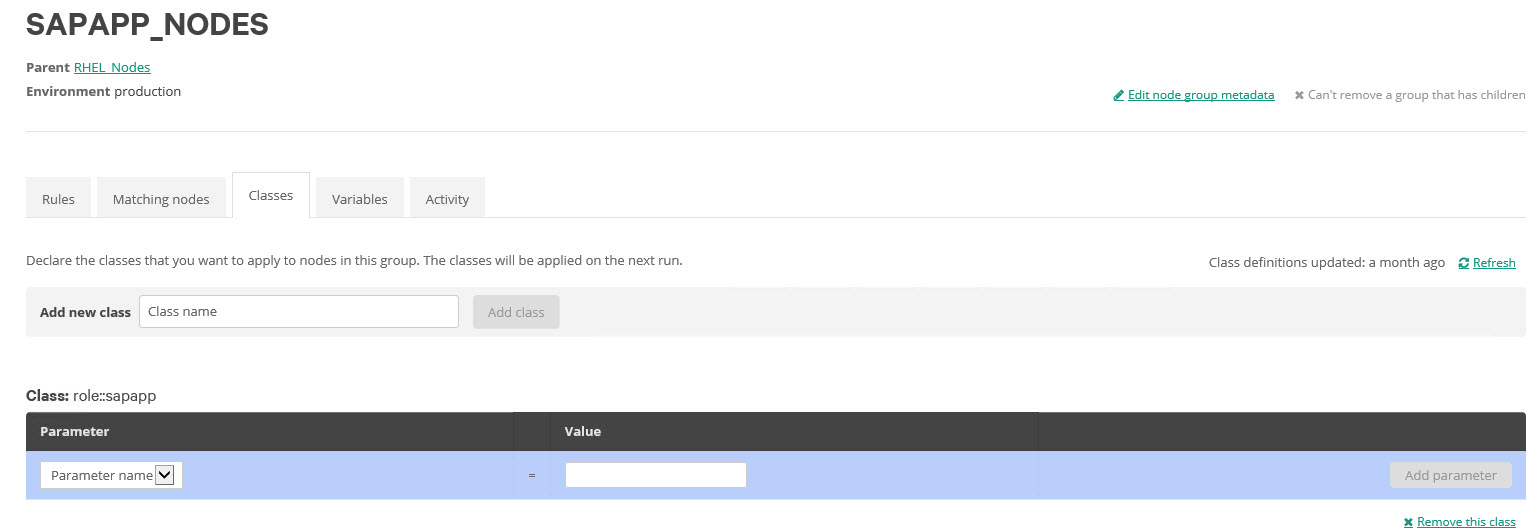 SAPAPP_NODES
Parent RHEL_Nodes
Environment production
Edit node group metadata Can't remove a group that has children
Rules Matching nodes Classes Variables Activity
Declare the classes that you want to apply to nodes in this group. The classes will be applied on the next run.
Class definitions updated: a month ago Refresh
Add new class Class name Add class
Class: role::sapapp
Parameter Value
Parameter name = Add parameter
Remove this class